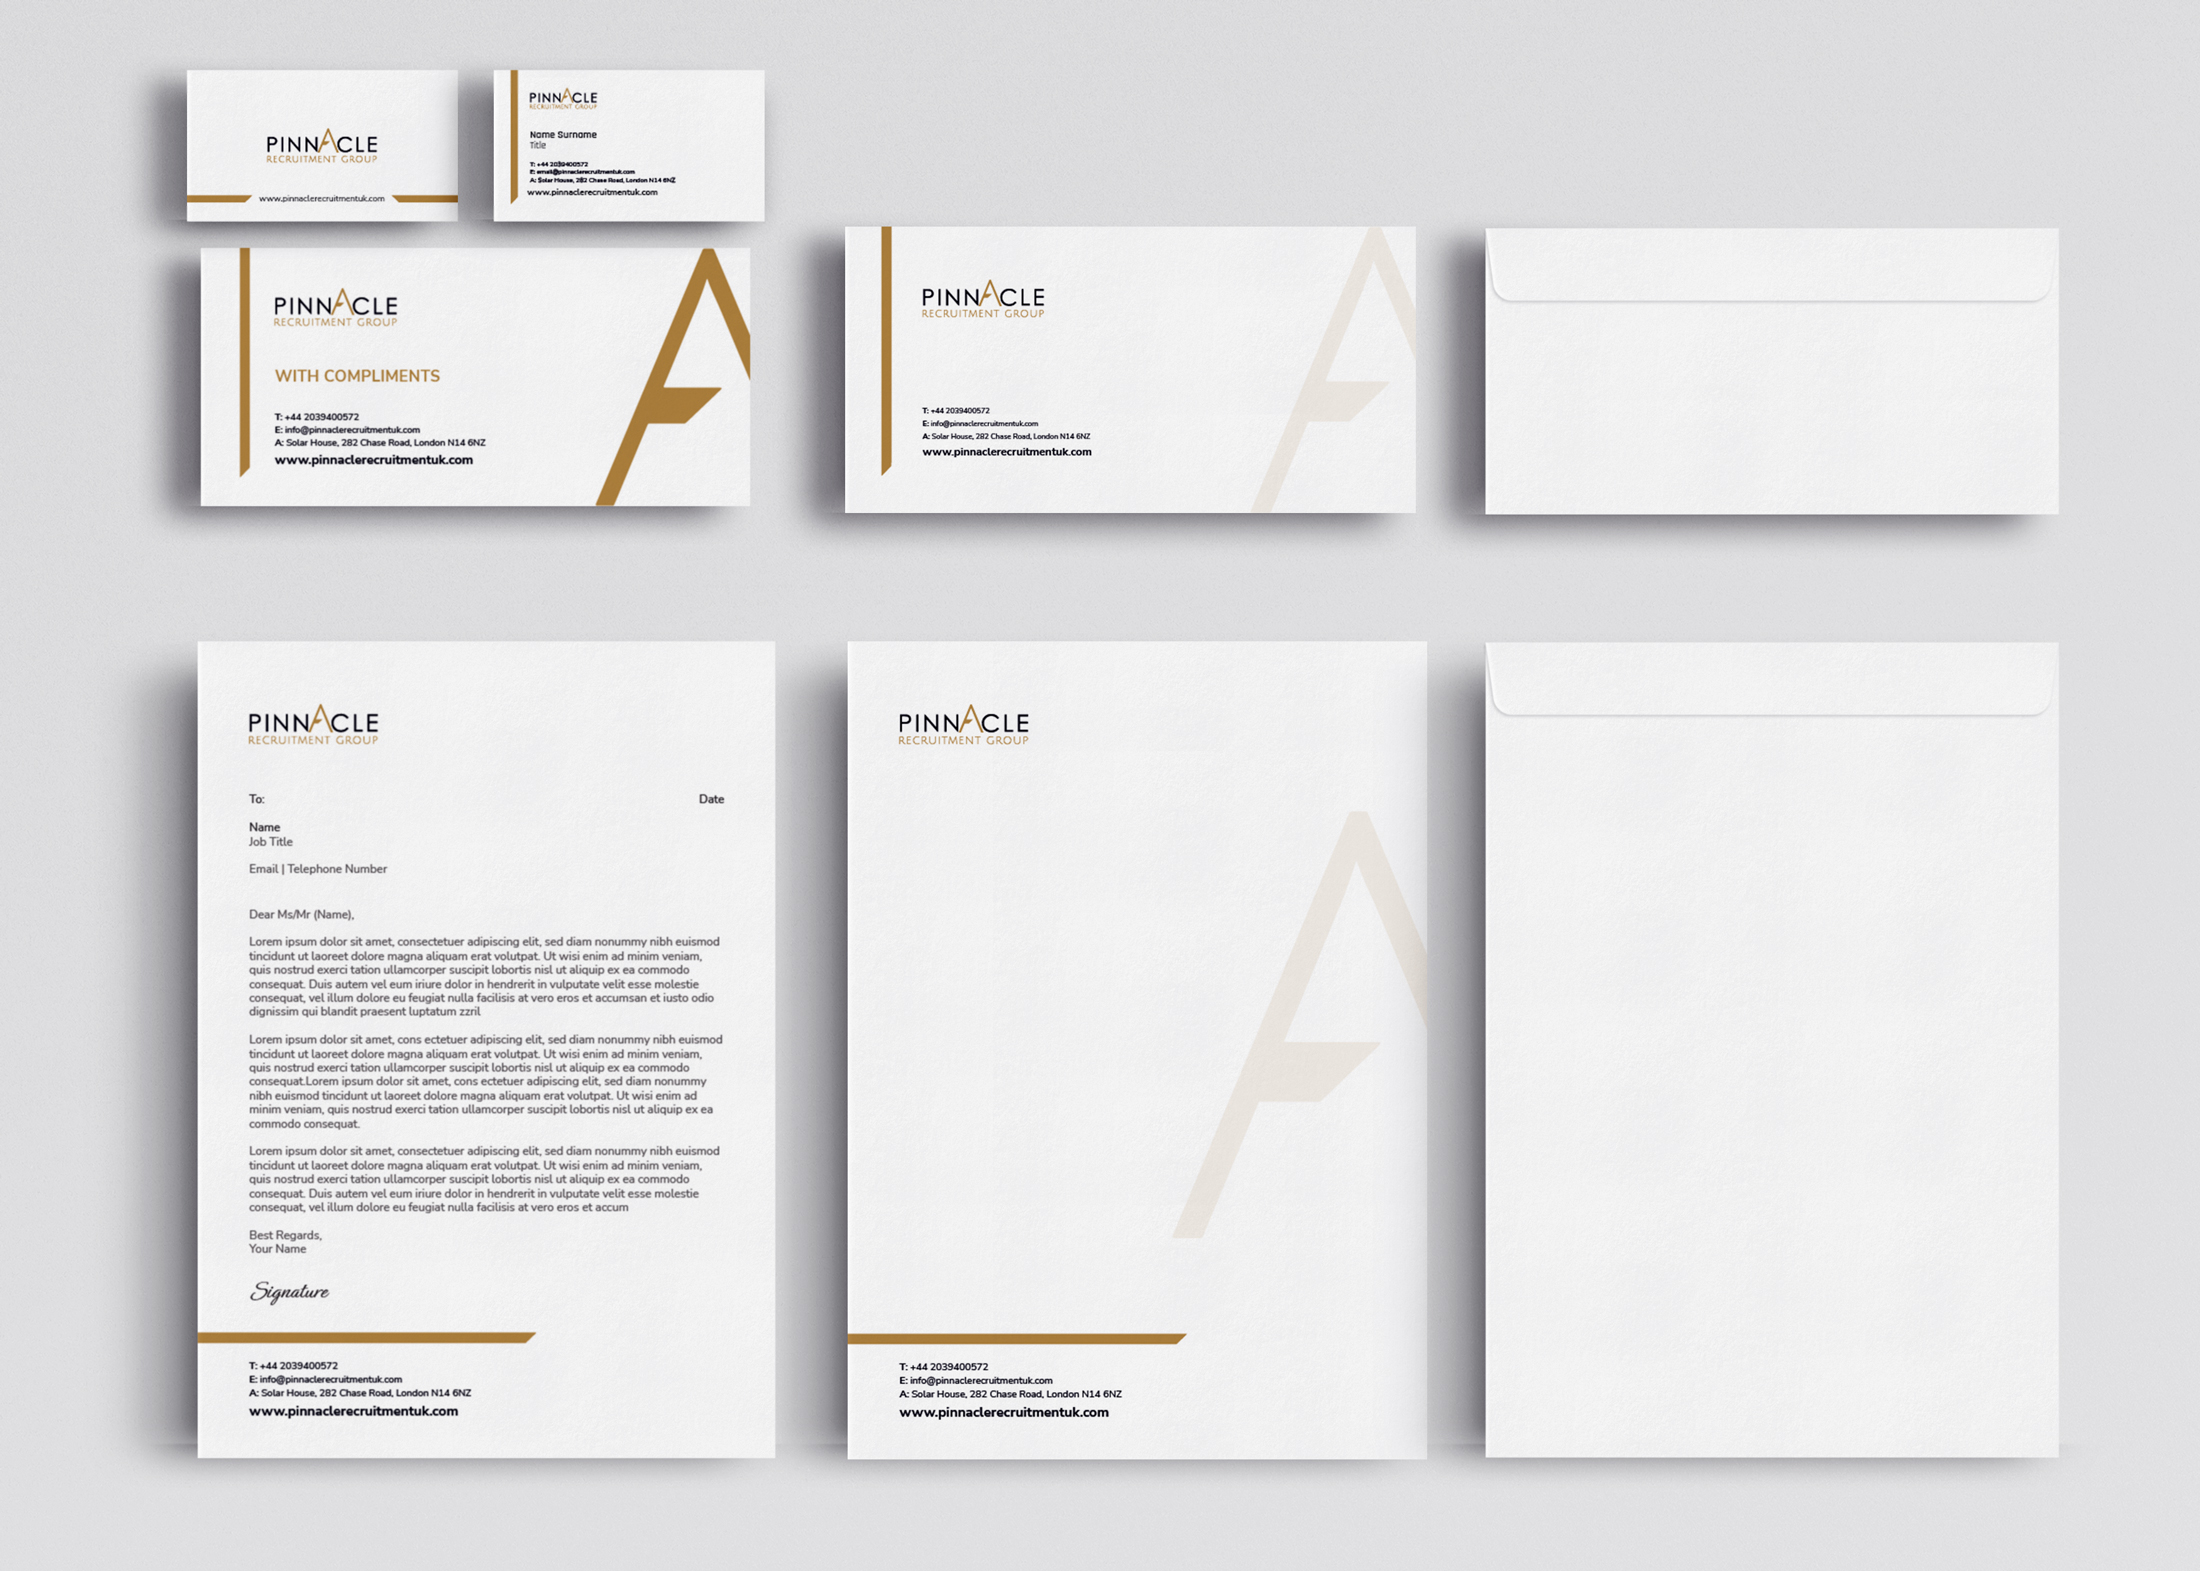 PINNACLE
RECRUITMENT GROUP
www.pinnaclerecruitmentuk.com
PINNACLE
RECRUITMENT GROUP
Name Surname
Title
T: +44 2039400572
E: email@pinnaclerecruitmentuk.com
A: Solar House, 282 Chase Road, London N14 6NZ
www.pinnaclerecruitmentuk.com
PINNACLE
RECRUITMENT GROUP
WITH COMPLIMENTS
T: +44 2039400572
E: info@pinnaclerecruitmentuk.com
A: Solar House, 282 Chase Road, London N14 6NZ
www.pinnaclerecruitmentuk.com
PINNACLE
RECRUITMENT GROUP
T: +44 2039400572
E: info@pinnaclerecruitmentuk.com
A: Solar House, 282 Chase Road, London N14 6NZ
www.pinnaclerecruitmentuk.com
PINNACLE
RECRUITMENT GROUP
To:
Date
Name
Job Title
Email | Telephone Number
Dear Ms/Mr (Name),
Lorem ipsum dolor sit amet, consectetuer adipiscing elit, sed diam nonummy nibh euismod
tincidunt ut laoreet dolore magna aliquam erat volutpat. Ut wisi enim ad minim veniam,
quis nostrud exerci tation ullamcorper suscipit lobortis nisl ut aliquip ex ea commodo
consequat. Duis autem vel eum iriure dolor in hendrerit in vulputate velit esse molestie
consequat, vel illum dolore eu feugiat nulla facilisis at vero eros et accumsan et iusto odio
dignissim qui blandit praesent luptatum zzril
Lorem ipsum dolor sit amet, cons ectetuer adipiscing elit, sed diam nonummy nibh euismod
tincidunt ut laoreet dolore magna aliquam erat volutpat. Ut wisi enim ad minim veniam,
quis nostrud exerci tation ullamcorper suscipit lobortis nisl ut aliquip ex ea commodo
consequat.Lorem ipsum dolor sit amet, cons ectetuer adipiscing elit, sed diam nonummy
nibh euismod tincidunt ut laoreet dolore magna aliquam erat volutpat. Ut wisi enim ad
minim veniam, quis nostrud exerci tation ullamcorper suscipit lobortis nisl ut aliquip ex ea
commodo consequat.
Lorem ipsum dolor sit amet, consectetuer adipiscing elit, sed diam nonummy nibh euismod
tincidunt ut laoreet dolore magna aliquam erat volutpat. Ut wisi enim ad minim veniam,
quis nostrud exerci tation ullamcorper suscipit lobortis nisl ut aliquip ex ea commodo
consequat. Duis autem vel eum iriure dolor in hendrerit in vulputate velit esse molestie
consequat, vel illum dolore eu feugiat nulla facilisis at vero eros et accum
Best Regards,
Your Name
Signature
T: +44 2039400572
E: info@pinnaclerecruitmentuk.com
A: Solar House, 282 Chase Road, London N14 6NZ
www.pinnaclerecruitmentuk.com
PINNACLE
RECRUITMENT GROUP
T: +44 2039400572
E: info@pinnaclerecruitmentuk.com
A: Solar House, 282 Chase Road, London N14 6NZ
www.pinnaclerecruitmentuk.com